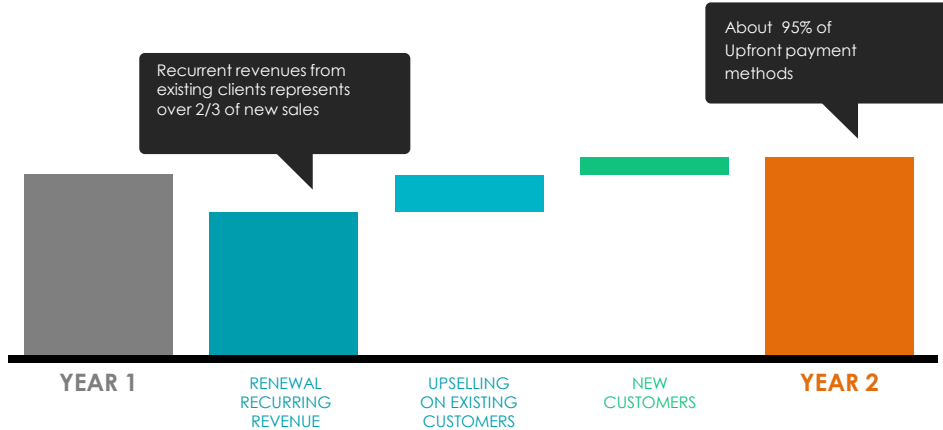 About 95% of
Upfront payment
methods
Recurrent revenues from
existing clients represents
over 2/3 of new sales
YEAR 1
RENEWAL
RECURRING
REVENUE
UPSELLING
ON EXISTING
CUSTOMERS
NEW
CUSTOMERS
YEAR 2